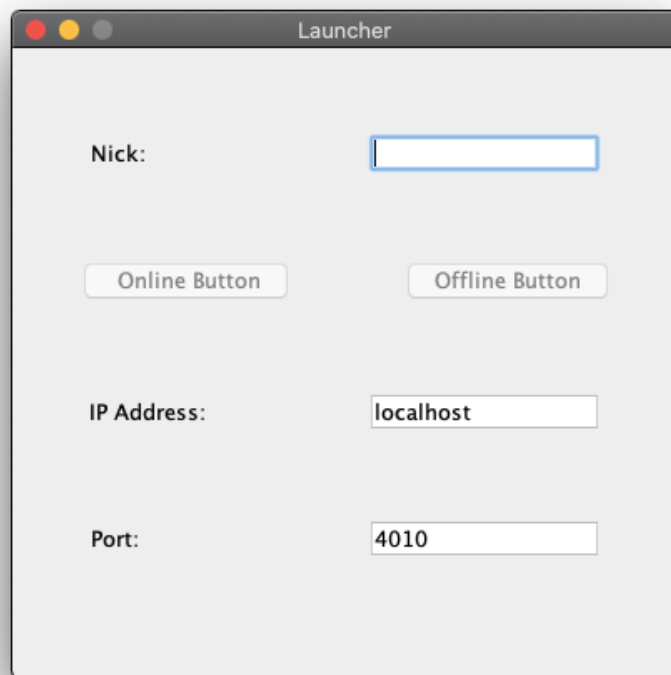 Launcher
Nick:
Online Button Offline Button
IP Address: localhost
Port: 4010